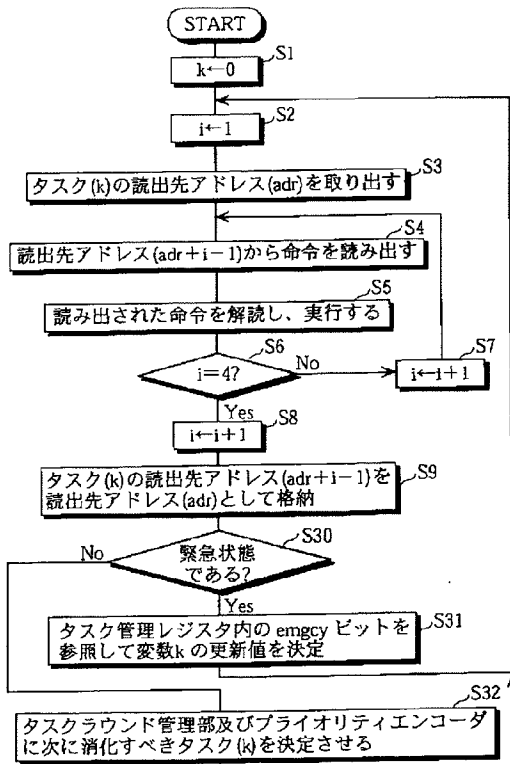 START
S1
k←0
S2
i←1
S3
タスク(k)の読出先アドレス(adr)を取り出す
S4
読出先アドレス(adr+i−1)から命令を読み出す
S5
読み出された命令を解読し、実行する
S6
i=4?
No
S7
i←i+1
Yes
S8
i←i+1
S9
タスク(k)の読出先アドレス(adr+i−1)を
読出先アドレス(adr)として格納
S30
No
緊急状態
である?
Yes
S31
タスク管理レジスタ内の emgcy ビットを
参照して変数k の更新値を決定
S32
タスクラウンド管理部及びプライオリティエンコーダ
に次に消化すべきタスク(k)を決定させる